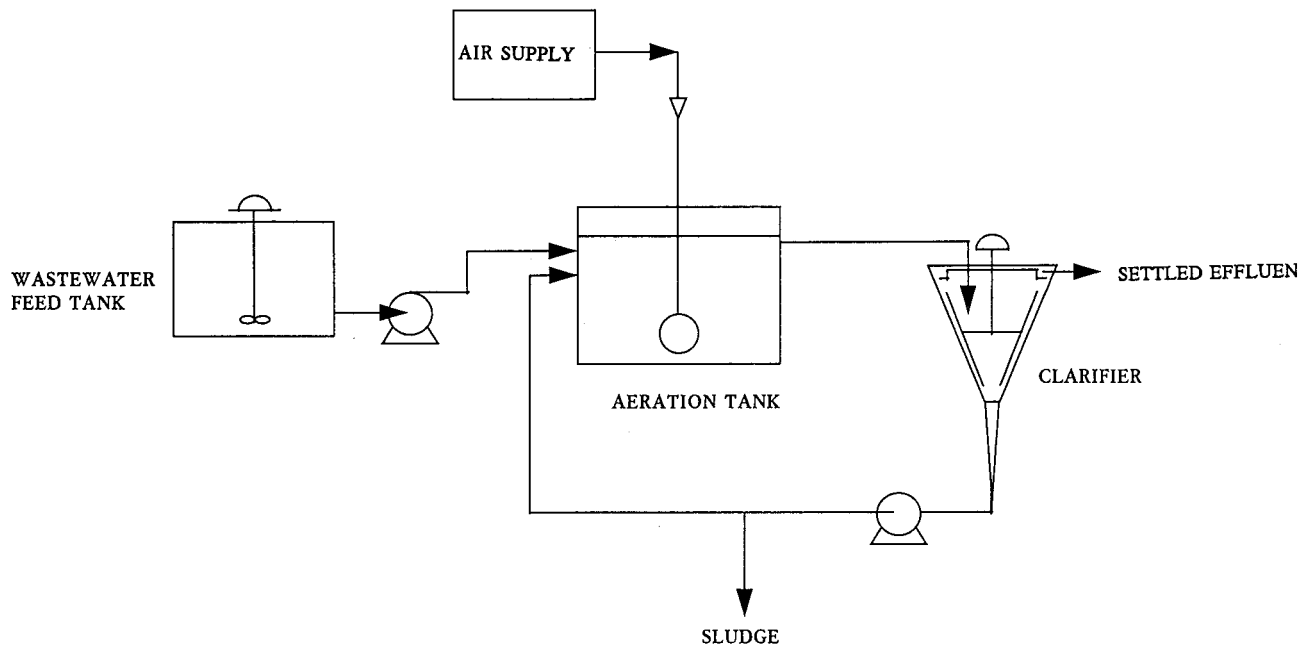 AIR SUPPLY
WASTEWATER
FEED TANK
SETTLED EFFLUEN
CLARIFIER
AERATION TANK
SLUDGE